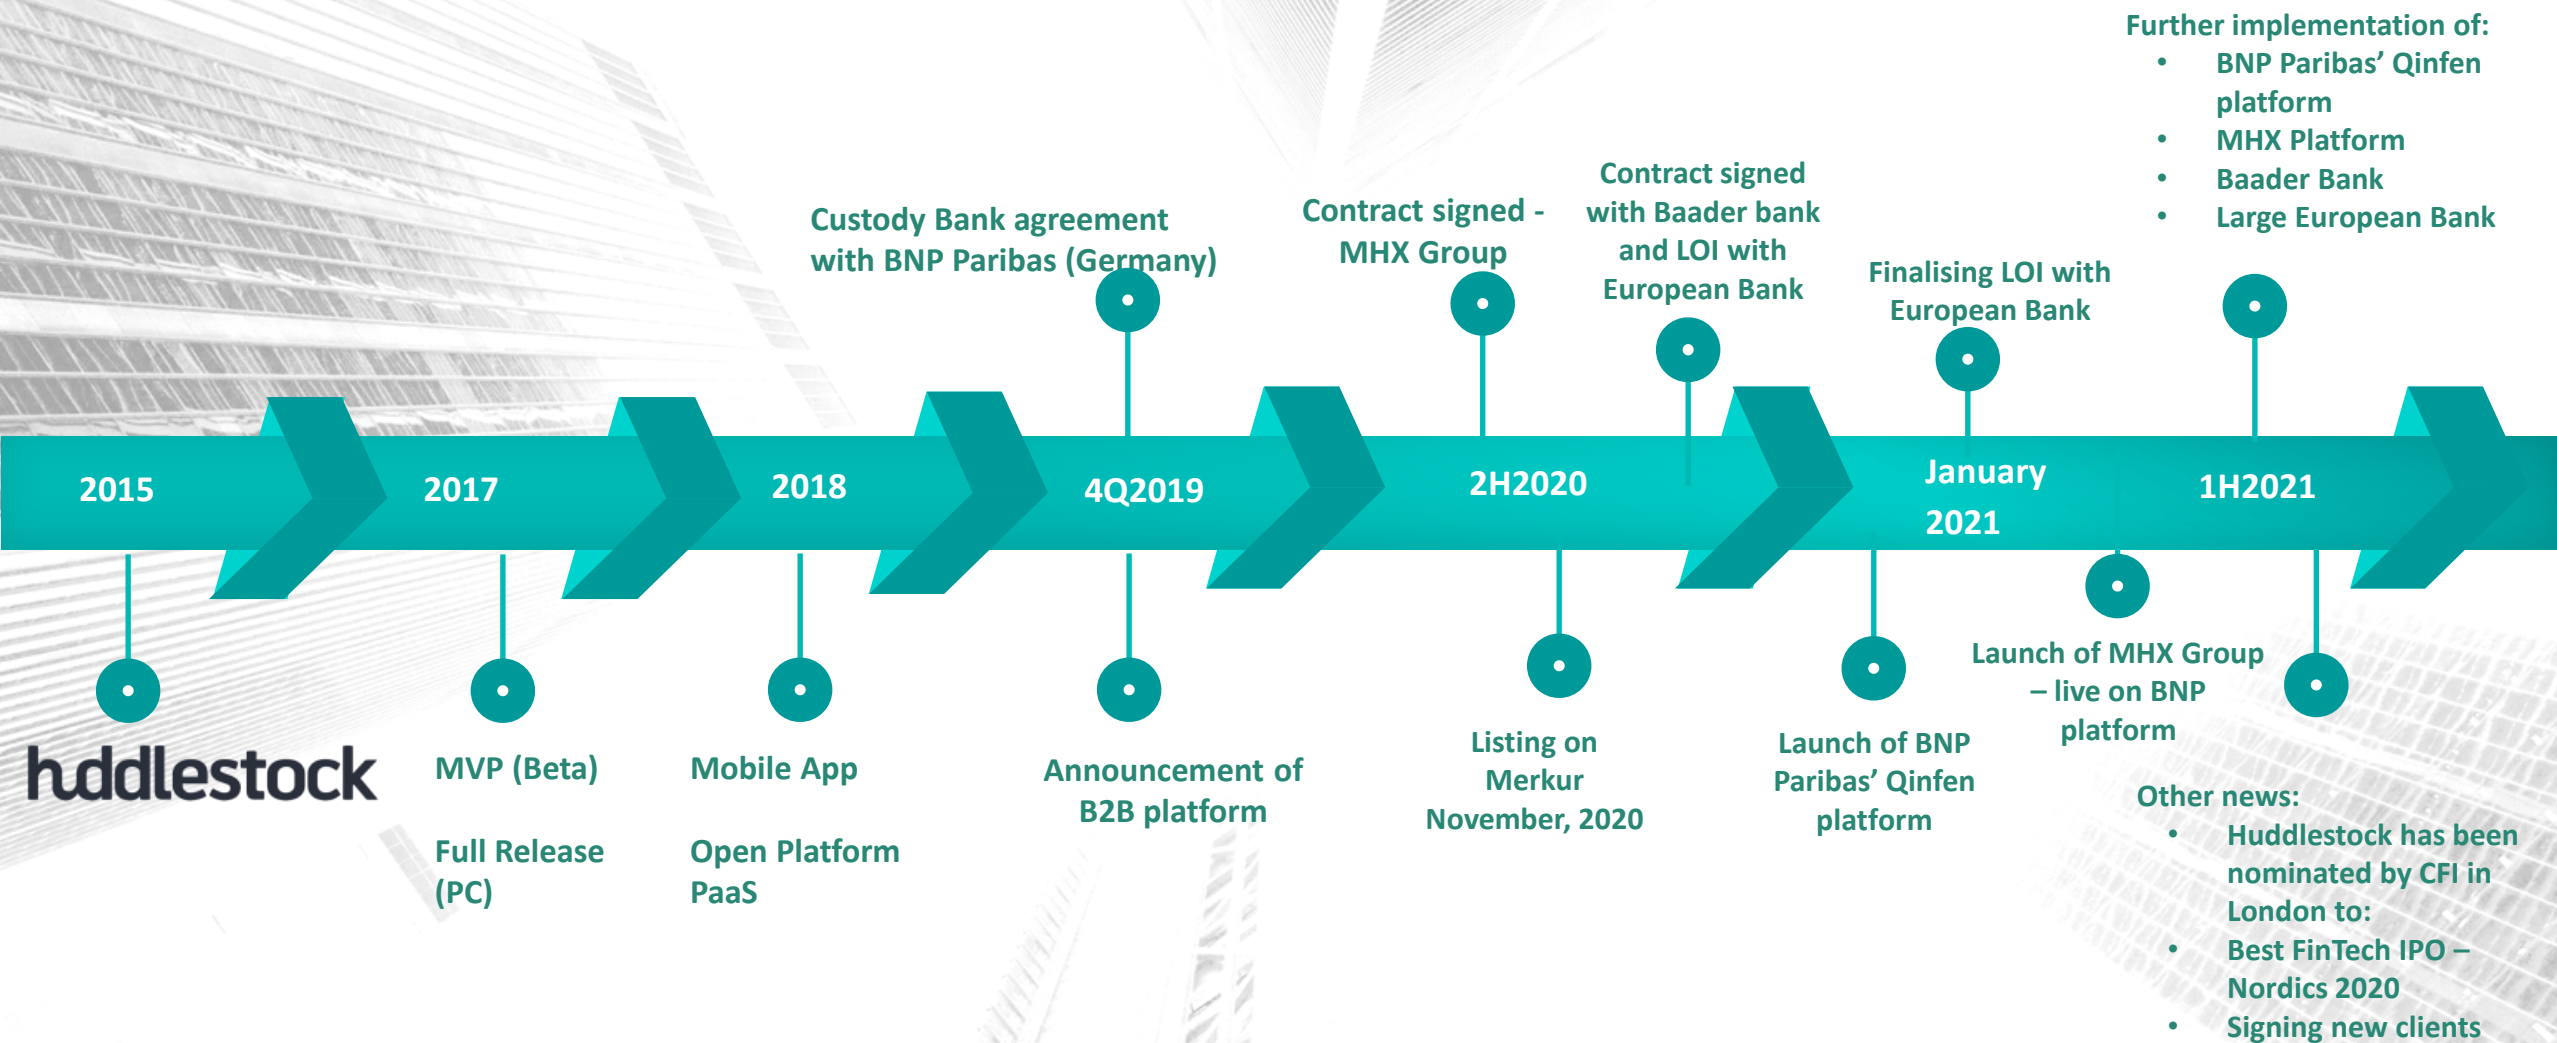 Further implementation of:
• BNP Paribas’ Qinfen
platform
• MHX Platform
• Baader Bank
• Large European Bank
Custody Bank agreement
with BNP Paribas (Germany)
Contract signed -
MHX Group
Contract signed
with Baader bank
and LOI with
European Bank
Finalising LOI with
European Bank
2015
2017
2018
4Q2019
2H2020
January
2021
1H2021
huddlestock
MVP (Beta)
Full Release
(PC)
Mobile App
Open Platform
PaaS
Announcement of
B2B platform
Listing on
Merkur
November, 2020
Launch of BNP
Paribas’ Qinfen
platform
Launch of MHX Group
– live on BNP
platform
Other news:
• Huddlestock has been
nominated by CFI in
London to:
• Best FinTech IPO –
Nordics 2020
• Signing new clients